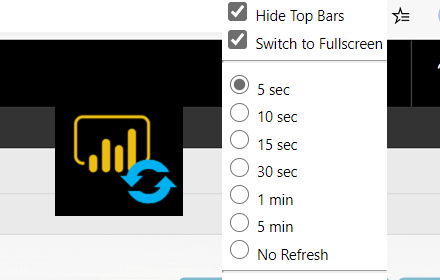 Hide Top Bars
Switch to Fullscreen
5 sec
10 sec
15 sec
30 sec
1 min
5 min
No Refresh